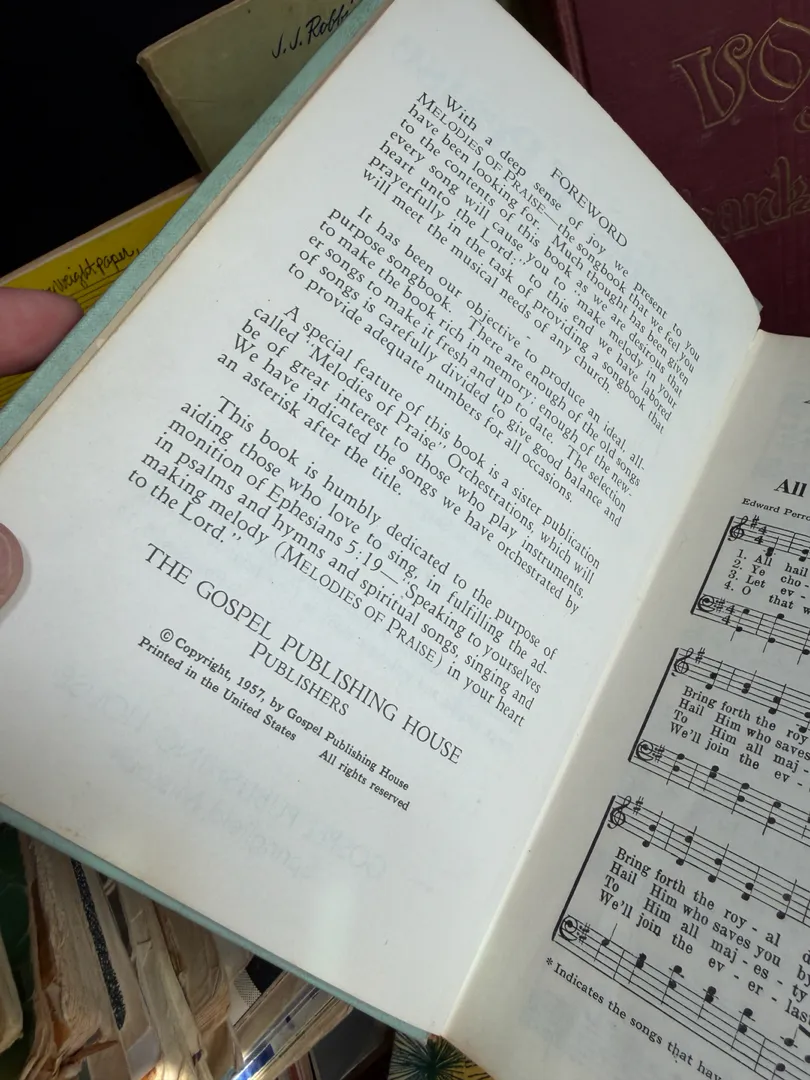 J.J. Robb
FOREWORD
With a deep sense of joy we present to you
MELODIES OF PRAISE—the songbook that we feel you
have been looking for. Much thought has been given
to the contents of this book as we are desirous that
every song will cause you to "make melody in your
heart unto the Lord:" to this end we have labored
prayerfully in the task of providing a songbook that
will meet the musical needs of any church.
It has been our objective to produce an ideal, all-
purpose songbook. There are enough of the old songs
to make the book rich in memory; enough of the new-
er songs to make it fresh and up to date. The selection
of songs is carefully divided to give good balance and
to provide adequate numbers for all occasions.
A special feature of this book is a sister publication
called "Melodies of Praise" Orchestrations, which will
be of great interest to those who play instruments.
We have indicated the songs we have orchestrated by
an asterisk after the title.
This book is humbly dedicated to the purpose of
aiding those who love to sing, in fulfilling the ad-
monition of Ephesians 5:19—"Speaking to yourselves
in psalms and hymns and spiritual songs, singing and
making melody (MELODIES OF PRAISE) in your heart
to the Lord."
THE GOSPEL PUBLISHING HOUSE
PUBLISHERS
© Copyright, 1957, by Gospel Publishing House
Printed in the United States All rights reserved
All
Edward Perro
1. All hail
2. Ye cho-
3. Let ev-
4. O that w
Bring forth the roy
Hail Him who saves
To Him all maj-
We'll join the ev-
Bring forth the roy - al d
Hail Him who saves you by
To Him all maj - es - ty
We'll join the ev - er - last
* Indicates the songs that hav